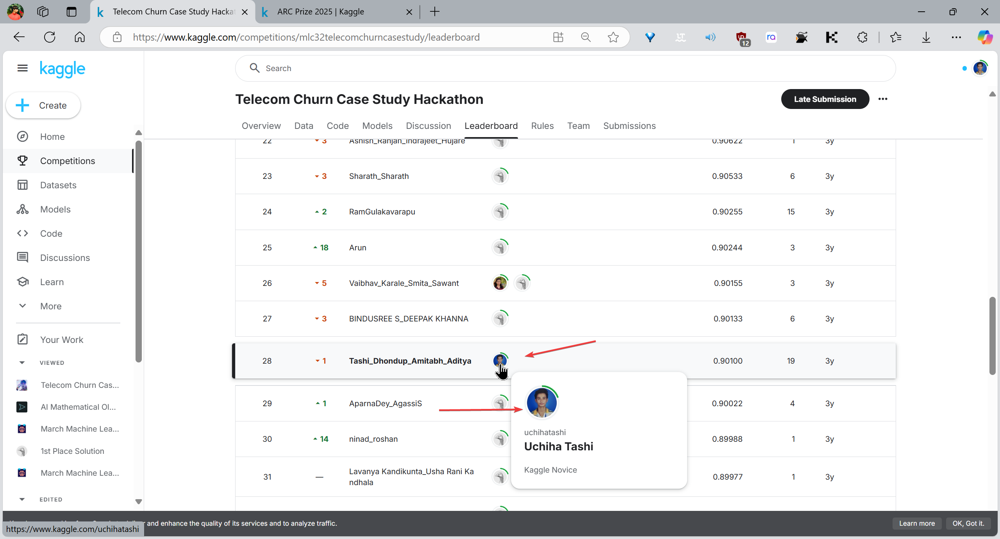 Telecom Churn Case Study Hackat
ARC Prize 2025 | Kaggle
https://www.kaggle.com/competitions/mlc32telecomchurncasestudy/leaderboard
12
kaggle
Search
Create
Telecom Churn Case Study Hackathon
Late Submission
Overview Data Code Models Discussion Leaderboard Rules Team Submissions
Home
Competitions
Datasets
Models
Code
Discussions
Learn
More
Your Work
VIEWED
Telecom Churn Cas...
AI Mathematical Ol...
March Machine Lea...
1st Place Solution
March Machine Lea...
EDITED
22 3 Ashish_Ranjan_Indrajeet_Hujare 0.90622 1 3y
23 3 Sharath_Sharath 0.90533 6 3y
24 2 RamGulakavarapu 0.90255 15 3y
25 18 Arun 0.90244 3 3y
26 5 Vaibhav_Karale_Smita_Sawant 0.90155 3 3y
27 3 BINDUSREE S_DEEPAK KHANNA 0.90133 6 3y
28 1 Tashi_Dhondup_Amitabh_Aditya 0.90100 19 3y
29 1 AparnaDey_AgassiS 0.90022 4 3y
30 14 ninad_roshan 0.89988 1 3y
31 — Lavanya Kandikunta_Usha Rani Ka
ndhala 0.89977 1 3y
uchihatashi
Uchiha Tashi
Kaggle Novice
and enhance the quality of its services and to analyze traffic.
Learn more
OK, Got it.
https://www.kaggle.com/uchihatashi